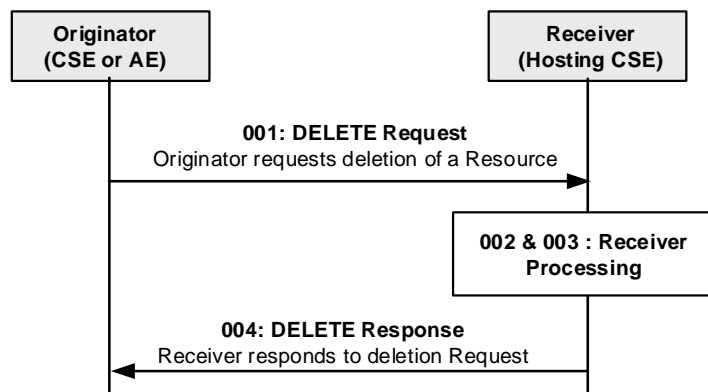 Originator
(CSE or AE)
Receiver
(Hosting CSE)
001: DELETE Request
Originator requests deletion of a Resource
002 & 003 : Receiver
Processing
004: DELETE Response
Receiver responds to deletion Request